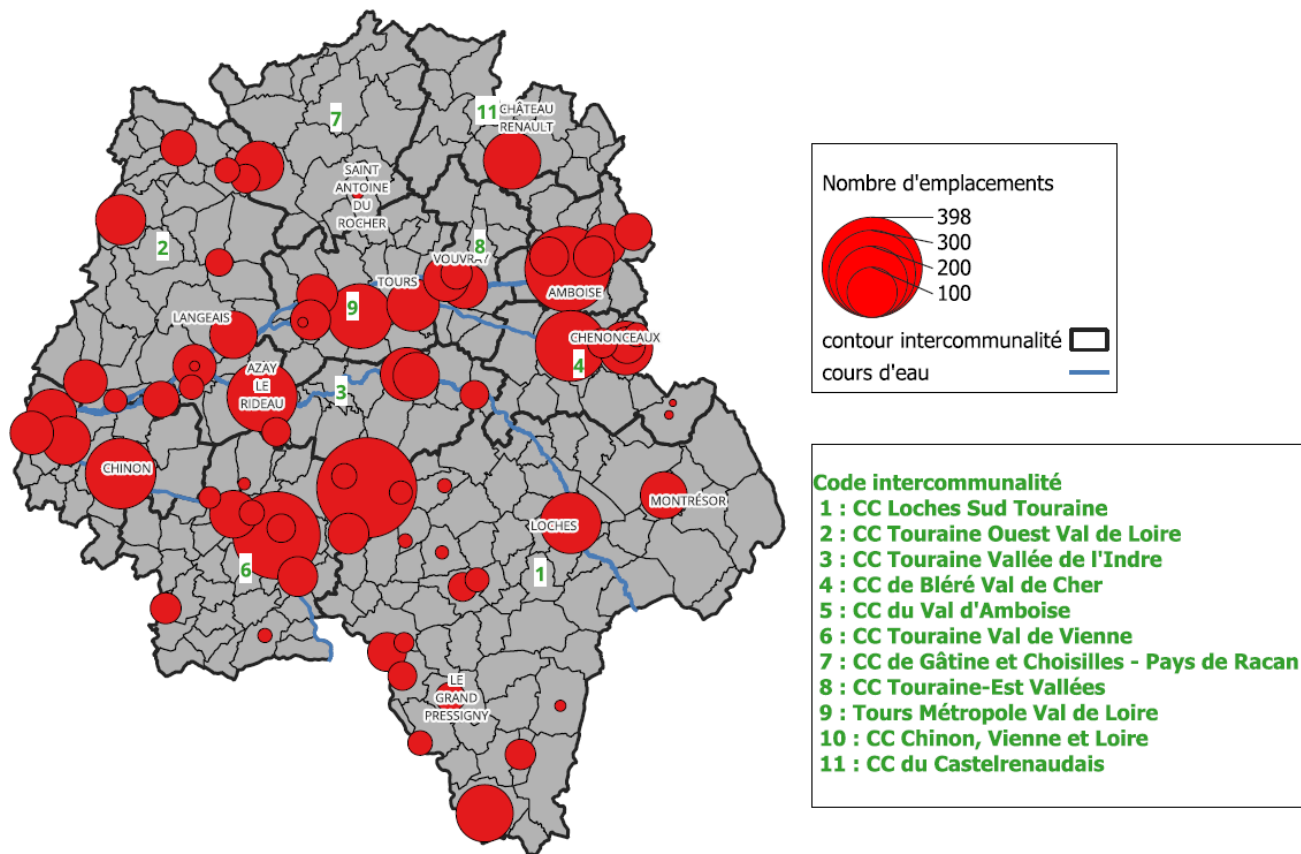 7
11
CHÂTEAU
RENAULT
SAINT
ANTOINE
DU
ROCHER
2
8
VOUVRAY
TOURS
AMBOISE
9
LANGEAIS
CHENONCEAUX
4
AZAY
LE
RIDEAU
3
CHINON
MONTRÉSOR
LOCHES
6
1
LE
GRAND
PRESSIGNY
Nombre d'emplacements
398
300
200
100
contour intercommunalité
cours d'eau
Code intercommunalité
1 : CC Loches Sud Touraine
2 : CC Touraine Ouest Val de Loire
3 : CC Touraine Vallée de l'Indre
4 : CC de Bléré Val de Cher
5 : CC du Val d'Amboise
6 : CC Touraine Val de Vienne
7 : CC de Gâtine et Choisilles - Pays de Racan
8 : CC Touraine-Est Vallées
9 : Tours Métropole Val de Loire
10 : CC Chinon, Vienne et Loire
11 : CC du Castelrenaudais